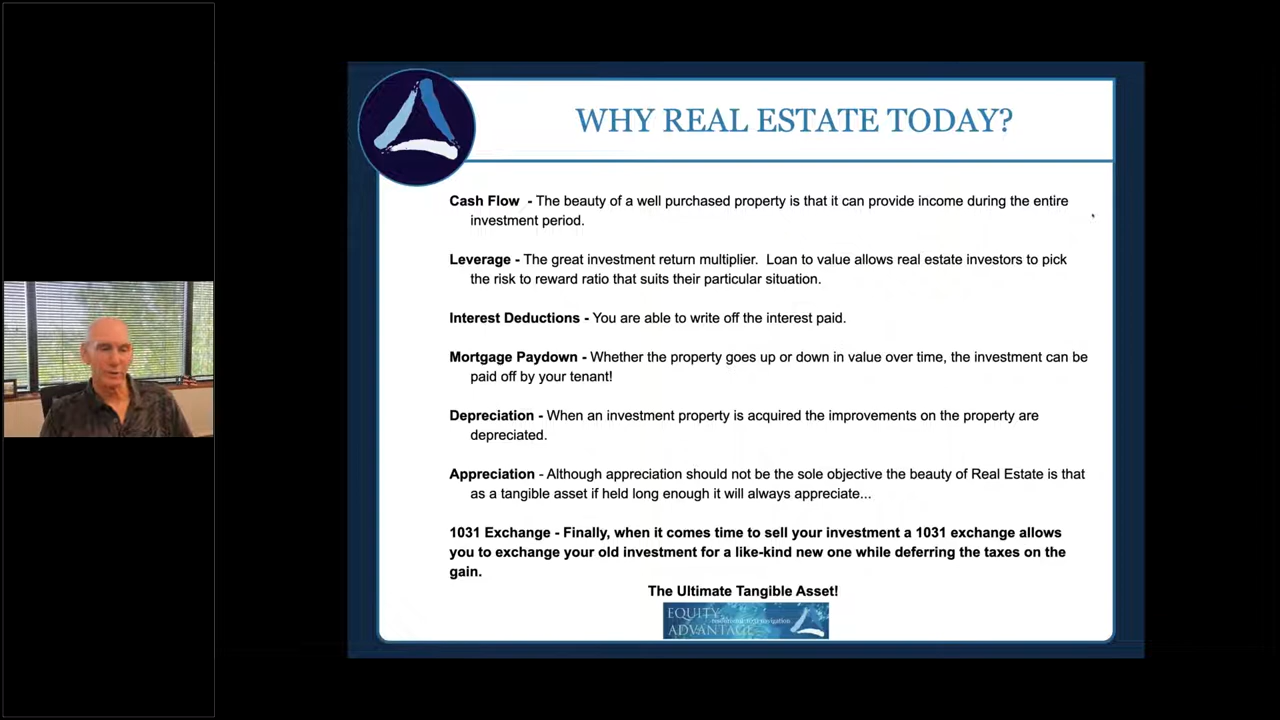 WHY REAL ESTATE TODAY?
Cash Flow - The beauty of a well purchased property is that it can provide income during the entire
investment period.
Leverage - The great investment return multiplier. Loan to value allows real estate investors to pick
the risk to reward ratio that suits their particular situation.
Interest Deductions - You are able to write off the interest paid.
Mortgage Paydown - Whether the property goes up or down in value over time, the investment can be
paid off by your tenant!
Depreciation - When an investment property is acquired the improvements on the property are
depreciated.
Appreciation - Although appreciation should not be the sole objective the beauty of Real Estate is that
as a tangible asset if held long enough it will always appreciate...
1031 Exchange - Finally, when it comes time to sell your investment a 1031 exchange allows
you to exchange your old investment for a like-kind new one while deferring the taxes on the
gain.
The Ultimate Tangible Asset!
EQUITY
navigation
ADVANTAGE